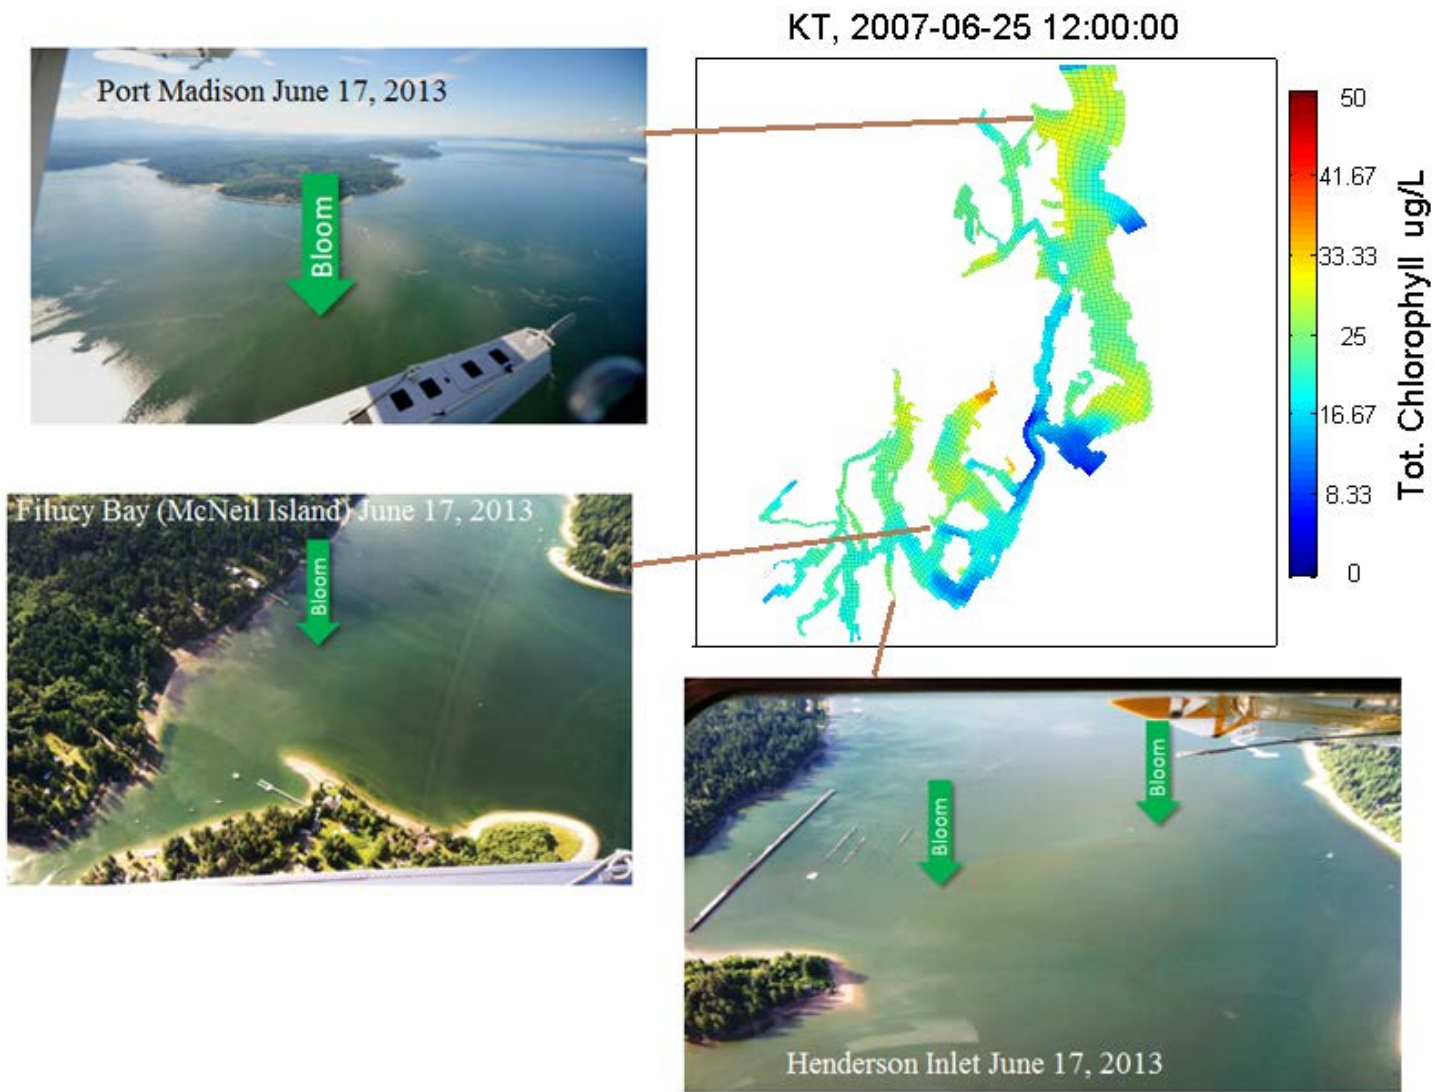 KT, 2007-06-25 12:00:00
Port Madison June 17, 2013
Bloom
50
41.67
33.33
25
16.67
8.33
0
Tot. Chlorophyll ug/L
Filucy Bay (McNeil Island) June 17, 2013
Bloom
Bloom
Bloom
Henderson Inlet June 17, 2013